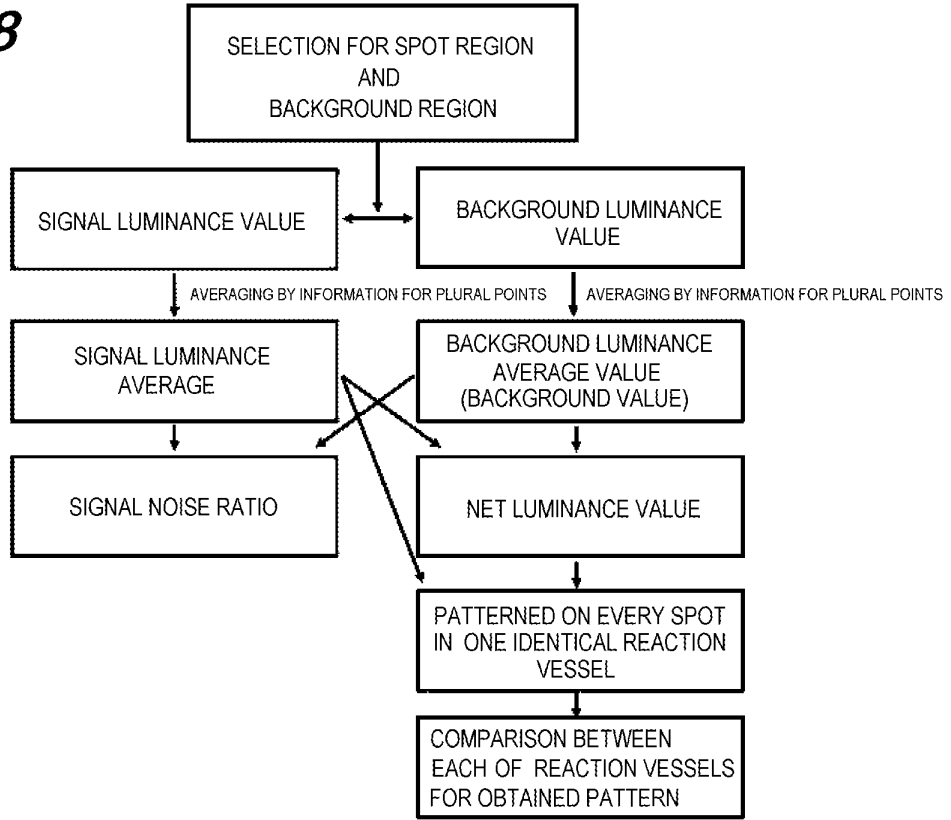 8
SELECTION FOR SPOT REGION
AND
BACKGROUND REGION
SIGNAL LUMINANCE VALUE
BACKGROUND LUMINANCE
VALUE
AVERAGING BY INFORMATION FOR PLURAL POINTS
AVERAGING BY INFORMATION FOR PLURAL POINTS
SIGNAL LUMINANCE
AVERAGE
BACKGROUND LUMINANCE
AVERAGE VALUE
(BACKGROUND VALUE)
SIGNAL NOISE RATIO
NET LUMINANCE VALUE
PATTERNED ON EVERY SPOT
IN ONE IDENTICAL REACTION
VESSEL
COMPARISON BETWEEN
EACH OF REACTION VESSELS
FOR OBTAINED PATTERN